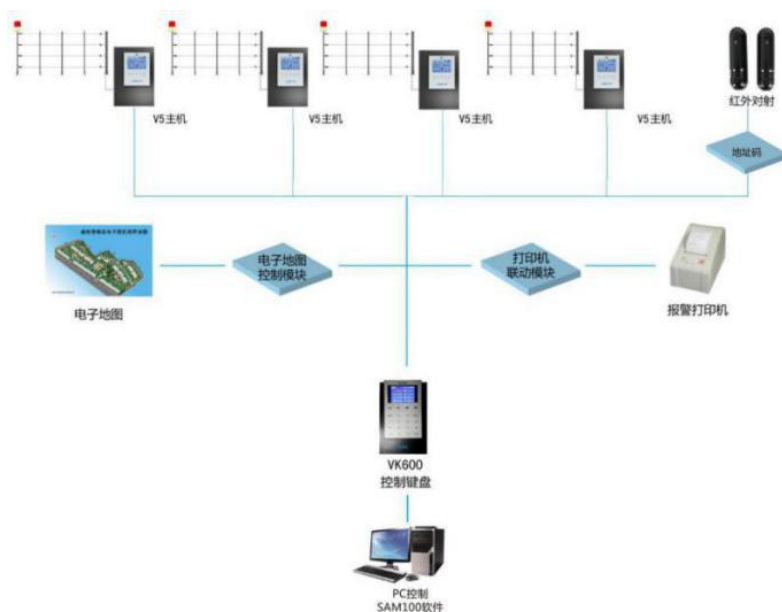 V5主机
V5主机
V5主机
V5主机
红外对射
地址码
电子地图
控制模块
打印机
联动模块
电子地图
报警打印机
VK600
控制键盘
PC控制
SAM100软件